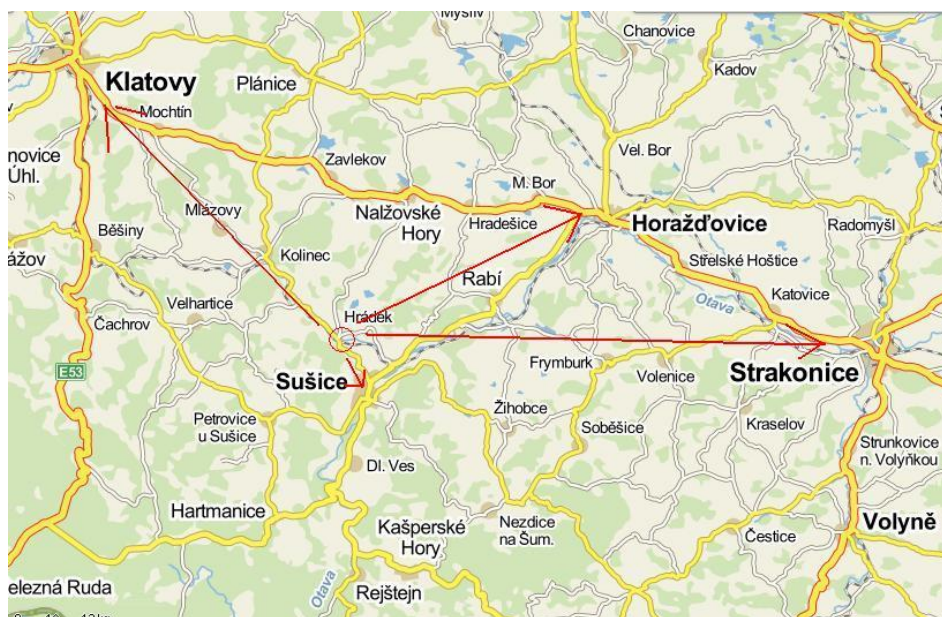 Myslív
Chanovice
Klatovy
Plánice
Kadov
Mochtín
novice
Úhl.
Zavlekov
Vel. Bor
M. Bor
Mlázovy
Nalžovské
Hory
Hradešice
Horažďovice
Radomyšl
Běšiny
ážov
Kolinec
Rabí
Střelské Hoštice
Velhartice
Otava
Katovice
Čachrov
Hrádek
E53
Sušice
Frymburk
Volenice
Strakonice
Petrovice
u Sušice
Žihobce
Soběšice
Kraselov
Strunkovice
n. Volyňkou
Dl. Ves
Hartmanice
Kašperské
Hory
Nezdice
na Šum.
Čestice
Volyně
elezná Ruda
Otava
Rejštejn